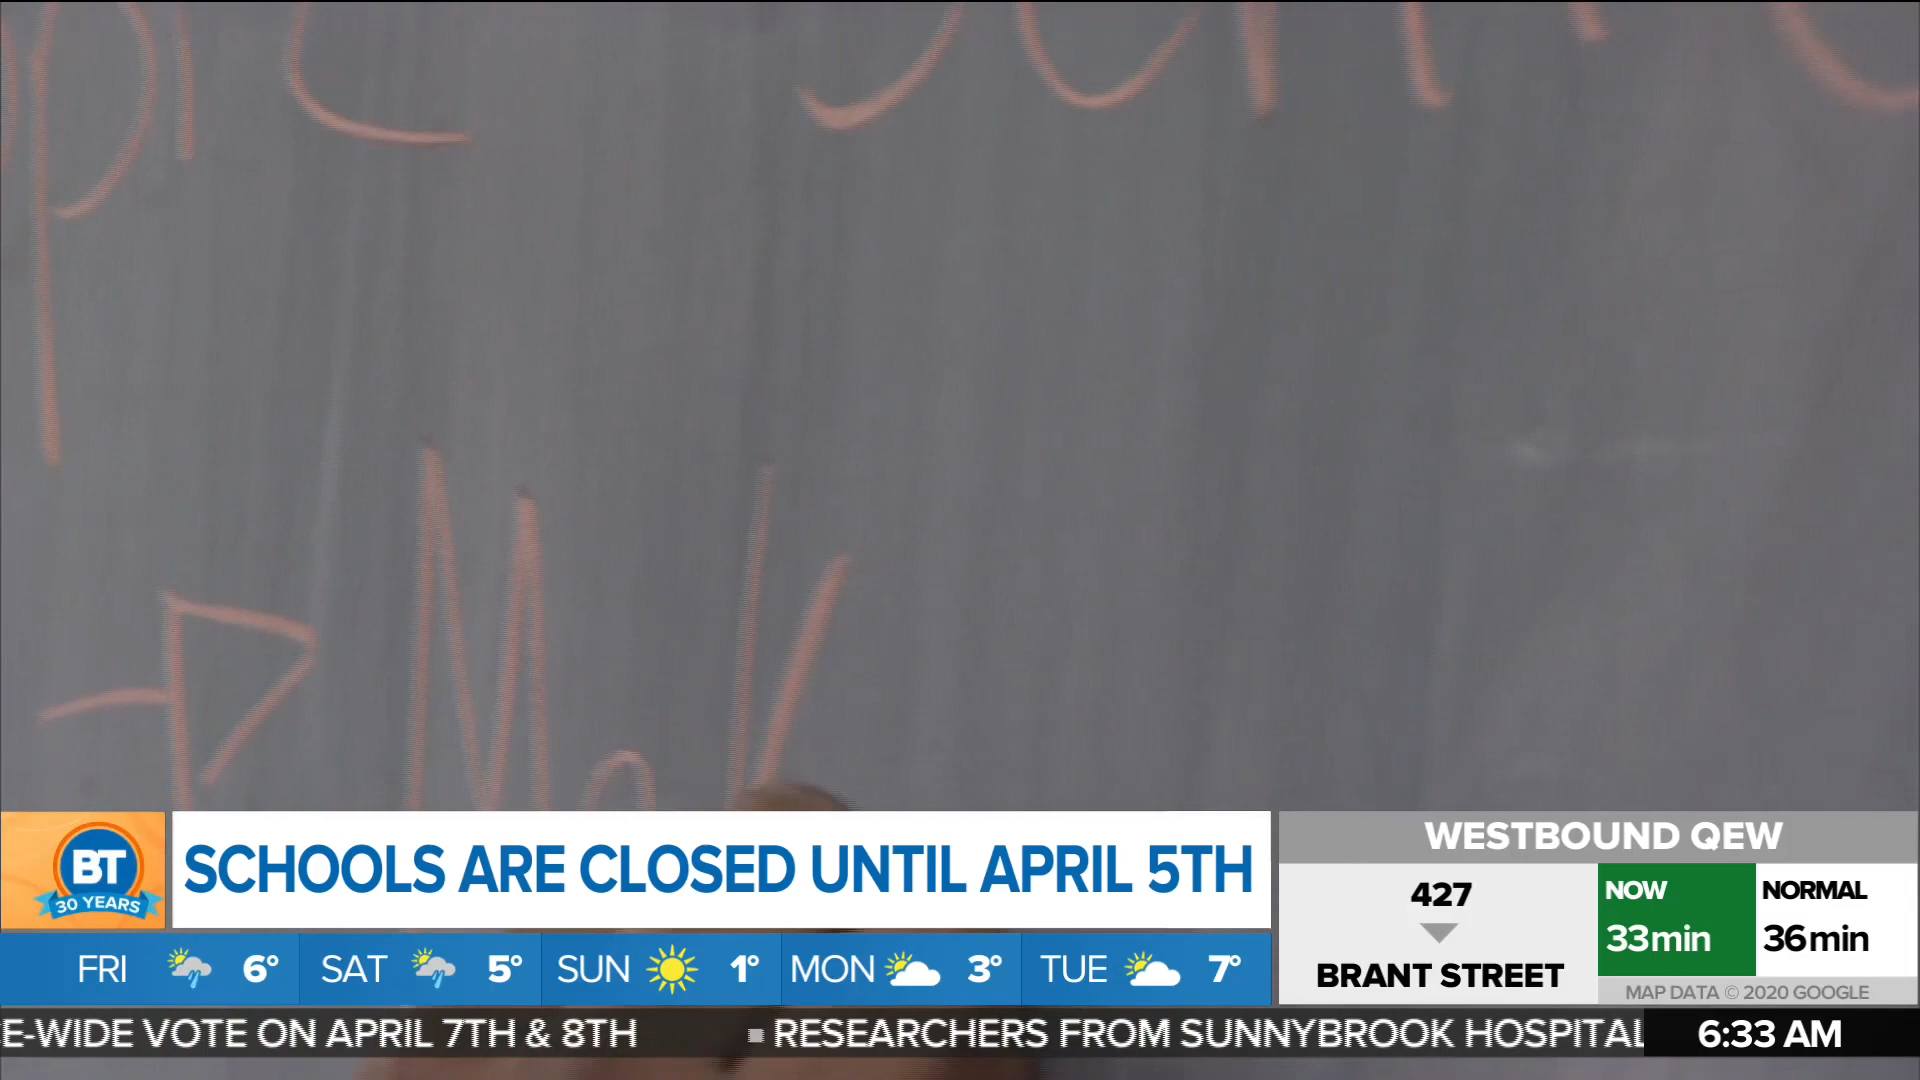 BT
30 YEARS
SCHOOLS ARE CLOSED UNTIL APRIL 5TH
WESTBOUND QEW
427
BRANT STREET
NOW
33min
NORMAL
36min
MAP DATA © 2020 GOOGLE
FRI 6° SAT 5° SUN 1° MON 3° TUE 7°
E-WIDE VOTE ON APRIL 7TH & 8TH ■ RESEARCHERS FROM SUNNYBROOK HOSPITAL
6:33 AM